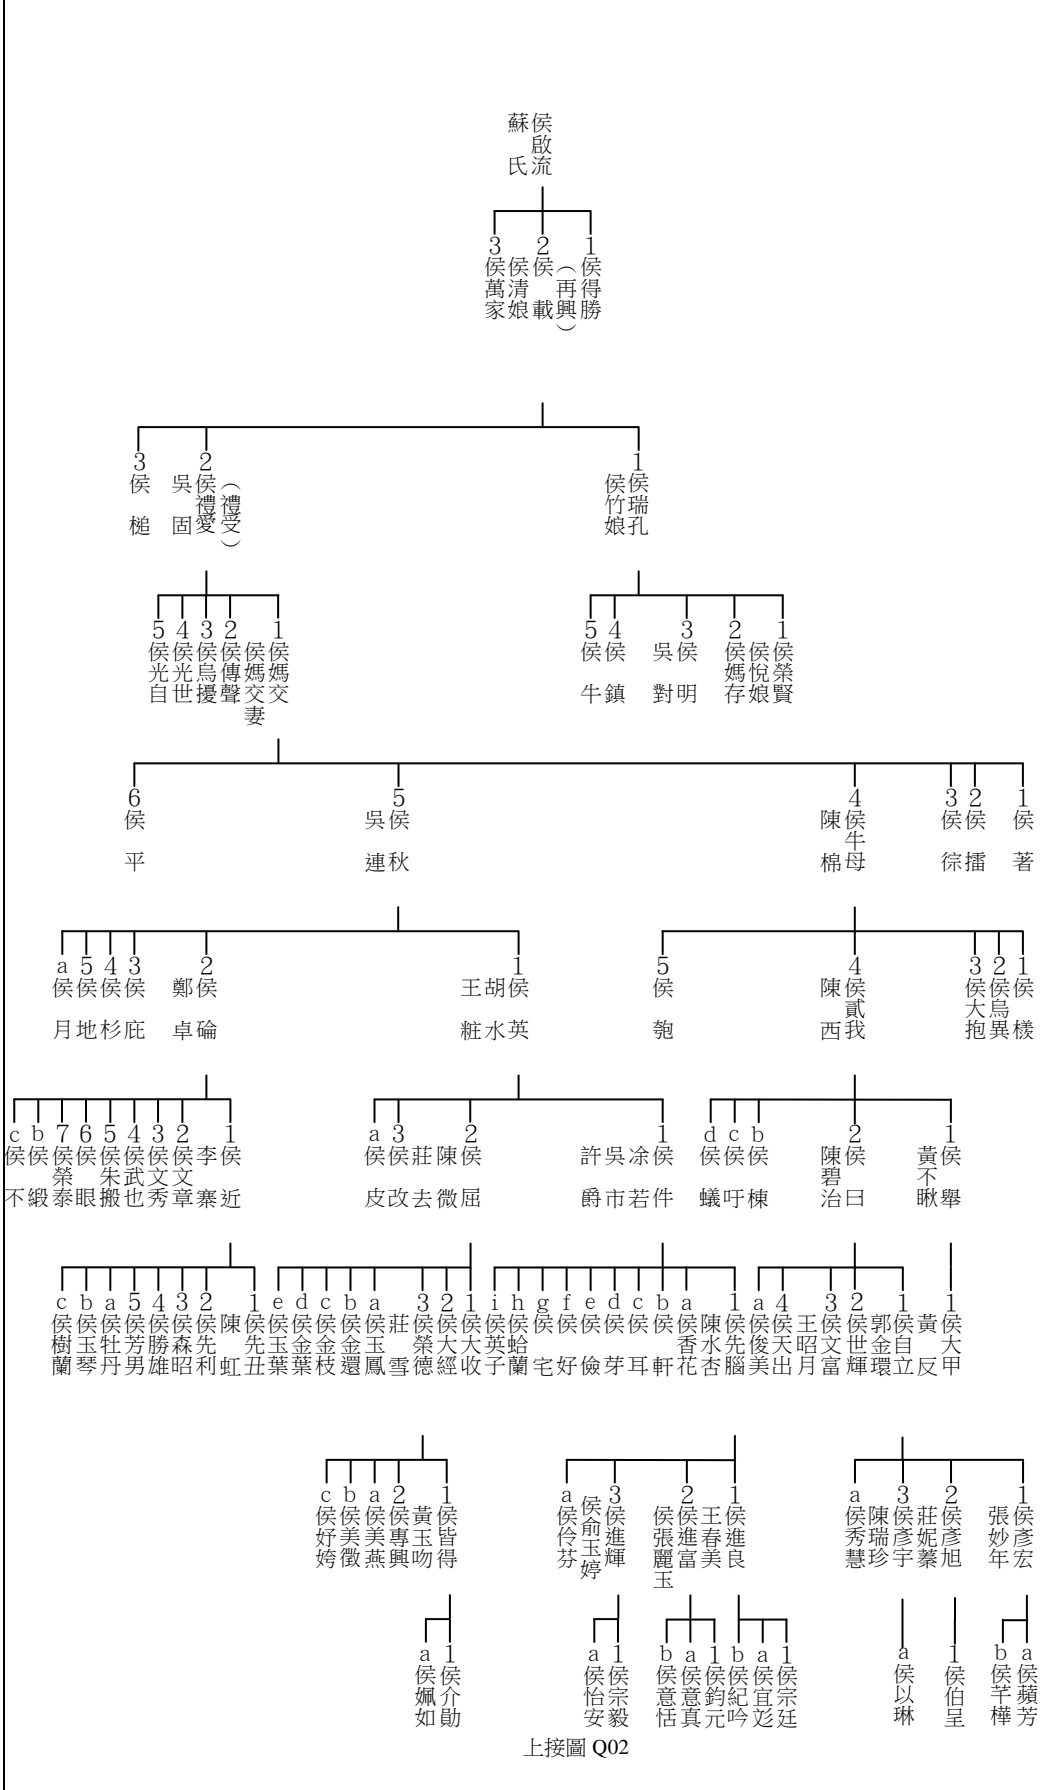 侯啟流
蘇氏
1侯得勝
(再興)
2侯載
侯清娘
3侯萬家
1侯瑞孔
侯竹娘
(禮受)
2侯禮愛
吳固
3侯槌
1侯榮賢
侯悅娘
2侯媽存
3侯明
吳對
4侯鎮
5侯牛
1侯媽交
侯媽交妻
2侯傳聲
3侯烏擾
4侯光世
5侯光自
1侯著
2侯擂
3侯徖
4侯牛母
陳棉
5侯秋
吳連
6侯平
1侯檨
2侯烏異
3侯大抱
4侯貳我
陳西
5侯匏
1侯英
胡水
王粧
2侯碖
鄭卓
3侯庇
4侯杉
5侯地
a侯月
1侯舉
黃不瞅
2侯日
陳碧治
b侯棟
c侯吁
d侯蟻
1侯件
凃若
吳市
許爵
2侯屈
陳微
莊去
3侯改
a侯皮
1侯近
李寨
2侯文章
3侯文秀
4侯武也
5侯朱搬
6侯眼
7侯榮泰
b侯緞
c侯不
1侯大甲
黃反
1侯自立
郭金環
2侯世輝
3侯文富
王昭月
4侯天出
a侯俊美
1侯先腦
陳水杏
a侯香花
b侯軒
c侯耳
d侯芽
e侯儉
f侯好
g侯宅
h侯蛤蘭
i侯英子
1侯大收
2侯大經
3侯榮德
莊雪
a侯玉鳳
b侯金還
c侯金枝
d侯金葉
e侯玉葉
1侯先丑
陳虹
2侯先利
3侯森昭
4侯勝雄
5侯芳男
a侯牡丹
b侯玉琴
c侯樹蘭
1侯彥宏
張妙年
2侯彥旭
莊妮蓁
3侯彥宇
陳瑞珍
a侯秀慧
1侯進良
王春美
2侯進富
侯張麗玉
3侯進輝
侯俞玉婷
a侯伶芬
1侯皆得
黃玉吻
2侯專興
a侯美燕
b侯美徵
c侯妤姱
a侯蘋芳
b侯芊樺
1侯伯呈
a侯以琳
1侯宗廷
a侯宜彣
b侯紀吟
1侯鈞元
a侯意真
b侯意恬
1侯宗毅
a侯怡安
1侯介勛
a侯姵如
上接圖 Q02